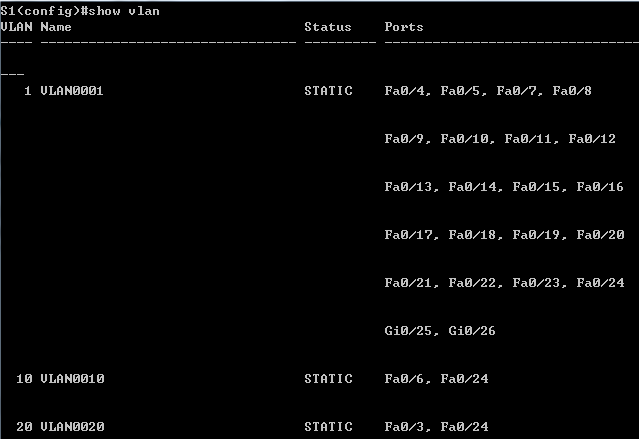 S1(config)#show vlan
VLAN Name                             Status    Ports
---- -------------------------------- --------- --------------------------------
---
   1 VLAN0001                         STATIC    Fa0/4, Fa0/5, Fa0/7, Fa0/8
                                                Fa0/9, Fa0/10, Fa0/11, Fa0/12
                                                Fa0/13, Fa0/14, Fa0/15, Fa0/16
                                                Fa0/17, Fa0/18, Fa0/19, Fa0/20
                                                Fa0/21, Fa0/22, Fa0/23, Fa0/24
                                                Gi0/25, Gi0/26
  10 VLAN0010                         STATIC    Fa0/6, Fa0/24
  20 VLAN0020                         STATIC    Fa0/3, Fa0/24